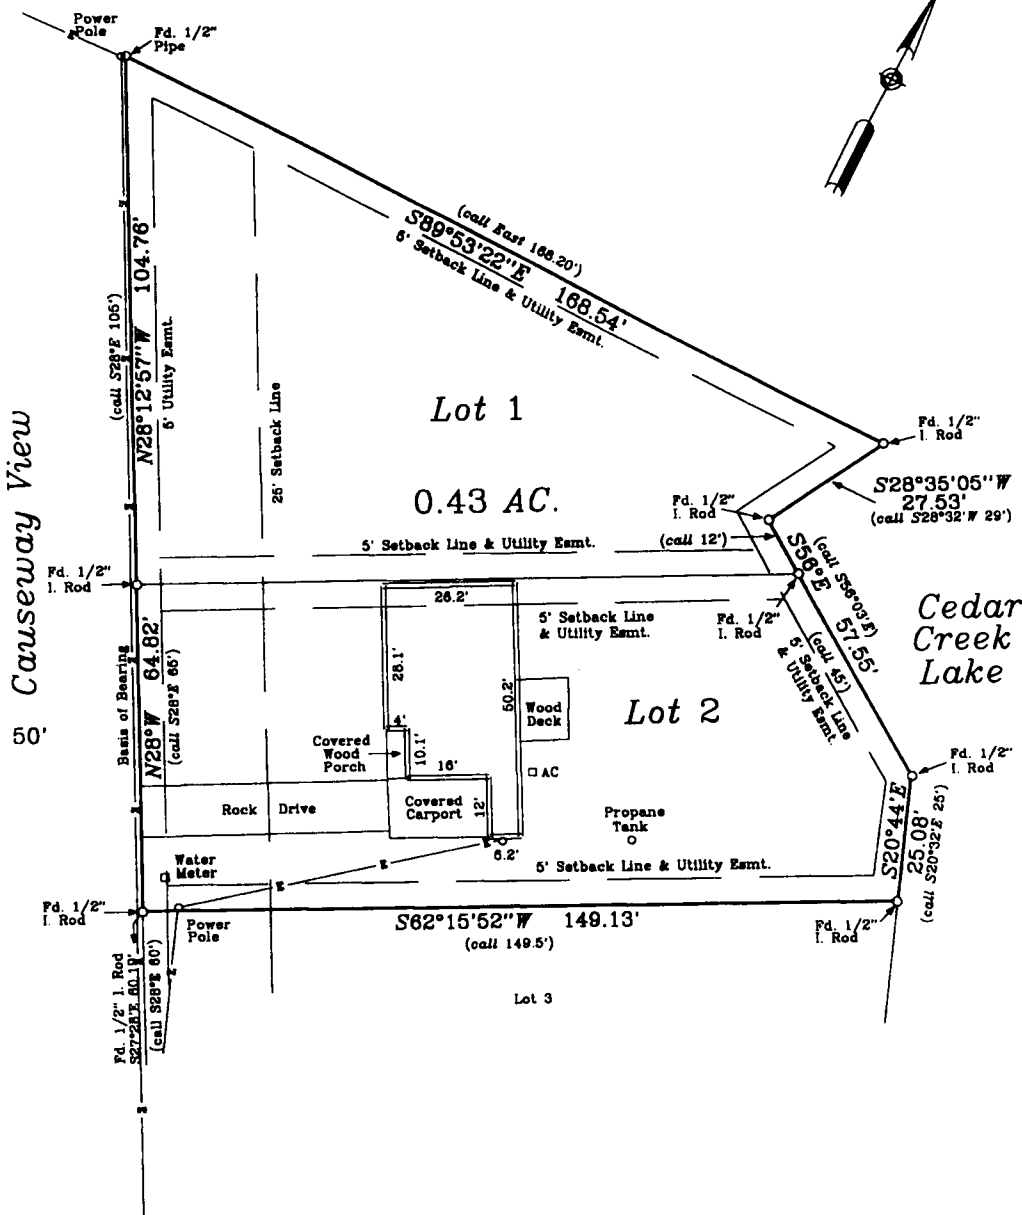 Power
Pole
Fd. 1/2"
Pipe
(call East 168.20')
S89°53'22"E 168.54'
5' Setback Line & Utility Esmt.
(call S28°E 105')
N28°12'57"W 104.76'
5' Utility Esmt.
25' Setback Line
Lot 1
0.43 AC.
Fd. 1/2"
I. Rod
S28°35'05"W
27.53'
(call S28°32'W 29')
Fd. 1/2"
I. Rod
(call 12')
5' Setback Line & Utility Esmt.
S56°E 57.55'
(call S56°03'E)
(call 45')
5' Setback Line
& Utility Esmt.
Causeway View
50'
Fd. 1/2"
I. Rod
Fd. 1/2"
I. Rod
Cedar
Creek
Lake
26.2'
5' Setback Line
& Utility Esmt.
28.1'
50.2'
Basis of Bearing
N28°W 64.82'
(call S28°E 65')
Lot 2
Wood
Deck
4'
Covered
Wood
Porch
10.1'
16'
AC
Fd. 1/2"
I. Rod
Rock Drive
Covered
Carport
12'
Propane
Tank
6.2'
Water
Meter
5' Setback Line & Utility Esmt.
S20°44'E
25.08'
(call S20°32'E 25')
Fd. 1/2"
I. Rod
Power
Pole
S62°15'52"W 149.13'
(call 149.5')
Fd. 1/2"
I. Rod
Fd. 1/2" I. Rod
S27°28'E 60.19'
(call S28°E 60')
Lot 3